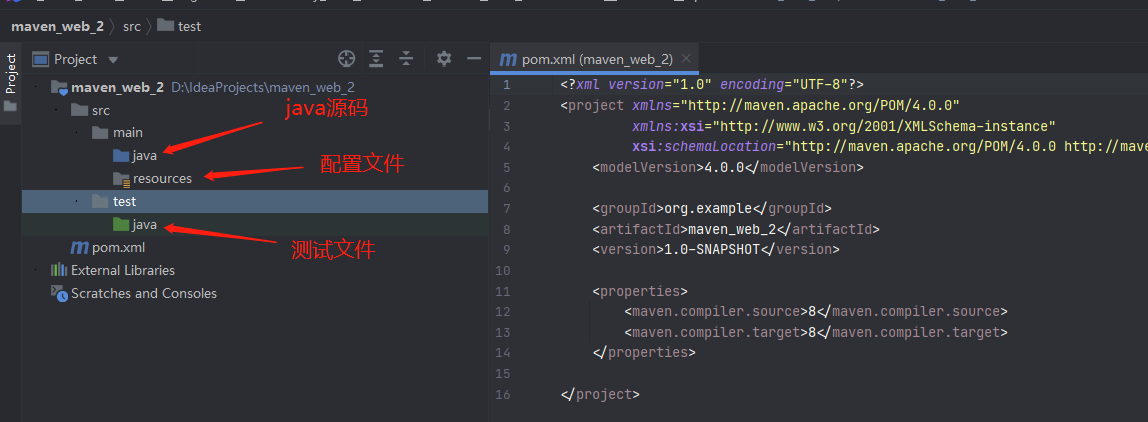 maven_web_2 〉 src 〉 test
Project
Project
maven_web_2 D:\IdeaProjects\maven_web_2
src
main
java
resources
test
java
pom.xml
External Libraries
Scratches and Consoles
java源码
配置文件
测试文件
pom.xml (maven_web_2)
1 <?xml version="1.0" encoding="UTF-8"?>
2 <project xmlns="http://maven.apache.org/POM/4.0.0"
3 xmlns:xsi="http://www.w3.org/2001/XMLSchema-instance"
4 xsi:schemaLocation="http://maven.apache.org/POM/4.0.0 http://mave
5 <modelVersion>4.0.0</modelVersion>
6
7 <groupId>org.example</groupId>
8 <artifactId>maven_web_2</artifactId>
9 <version>1.0-SNAPSHOT</version>
10
11 <properties>
12 <maven.compiler.source>8</maven.compiler.source>
13 <maven.compiler.target>8</maven.compiler.target>
14 </properties>
15
16 </project>